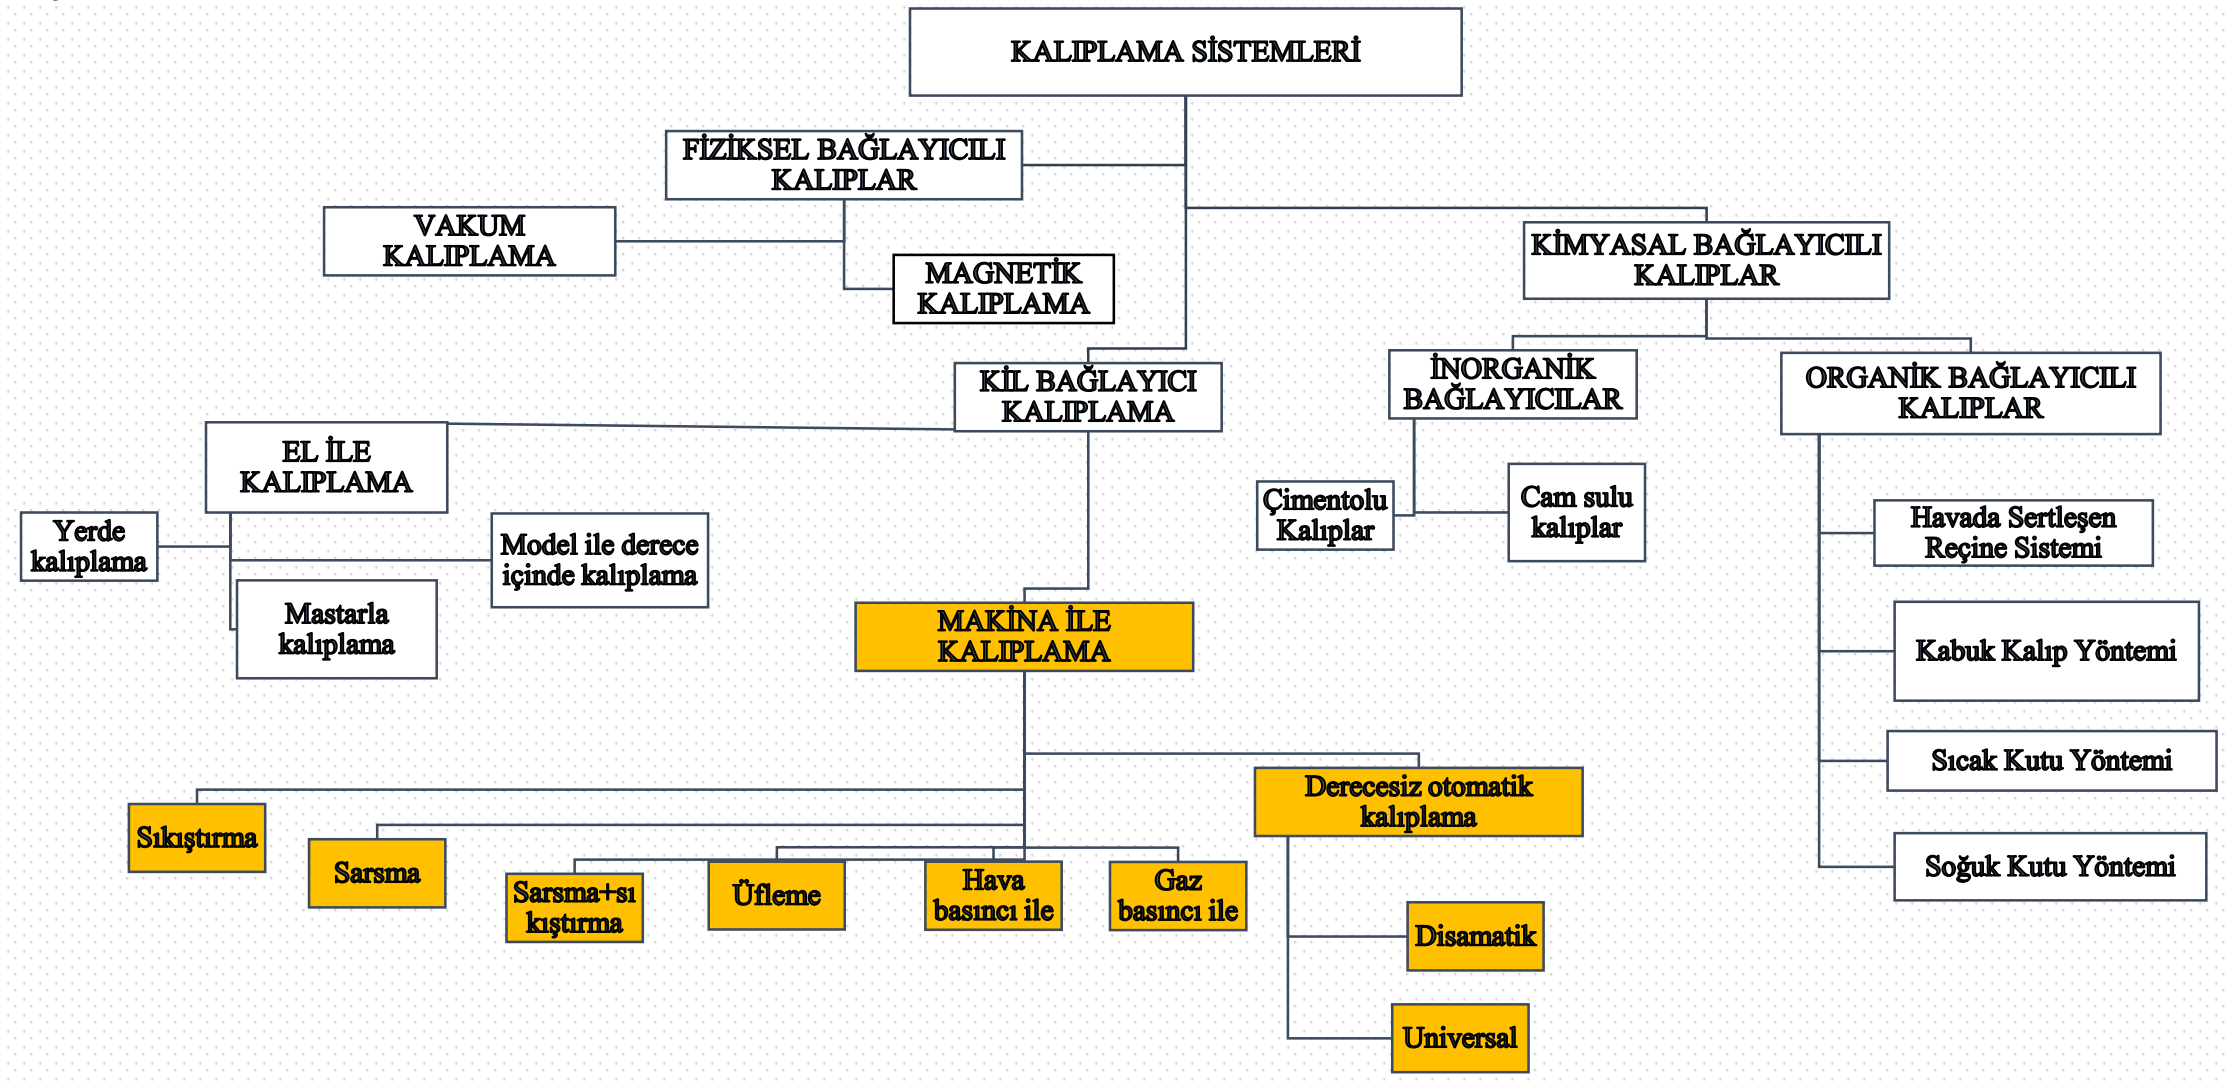 KALIPLAMA SİSTEMLERİ
FİZİKSEL BAĞLAYICILI
KALIPLAR
VAKUM
KALIPLAMA
MAGNETİK
KALIPLAMA
KİMYASAL BAĞLAYICILI
KALIPLAR
KİL BAĞLAYICI
KALIPLAMA
İNORGANİK
BAĞLAYICILAR
ORGANİK BAĞLAYICILI
KALIPLAR
EL İLE
KALIPLAMA
Yerde
kalıplama
Model ile derece
içinde kalıplama
Mastarla
kalıplama
Çimentolu
Kalıplar
Cam sulu
kalıplar
Havada Sertleşen
Reçine Sistemi
Kabuk Kalıp Yöntemi
Sıcak Kutu Yöntemi
Soğuk Kutu Yöntemi
MAKİNA İLE
KALIPLAMA
Sıkıştırma
Sarsma
Sarsma+sı
kıştırma
Üfleme
Hava
basıncı ile
Gaz
basıncı ile
Derecesiz otomatik
kalıplama
Disamatik
Universal